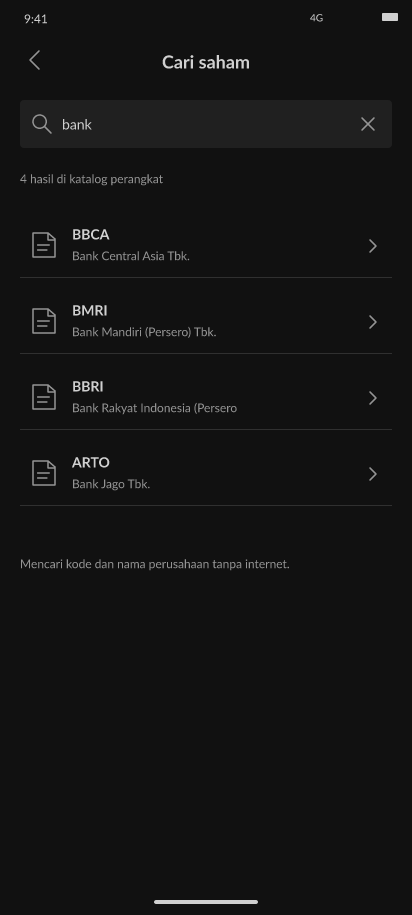 9:41
4G
Cari saham
bank
4 hasil di katalog perangkat
BBCA
Bank Central Asia Tbk.
BMRI
Bank Mandiri (Persero) Tbk.
BBRI
Bank Rakyat Indonesia (Persero
ARTO
Bank Jago Tbk.
Mencari kode dan nama perusahaan tanpa internet.